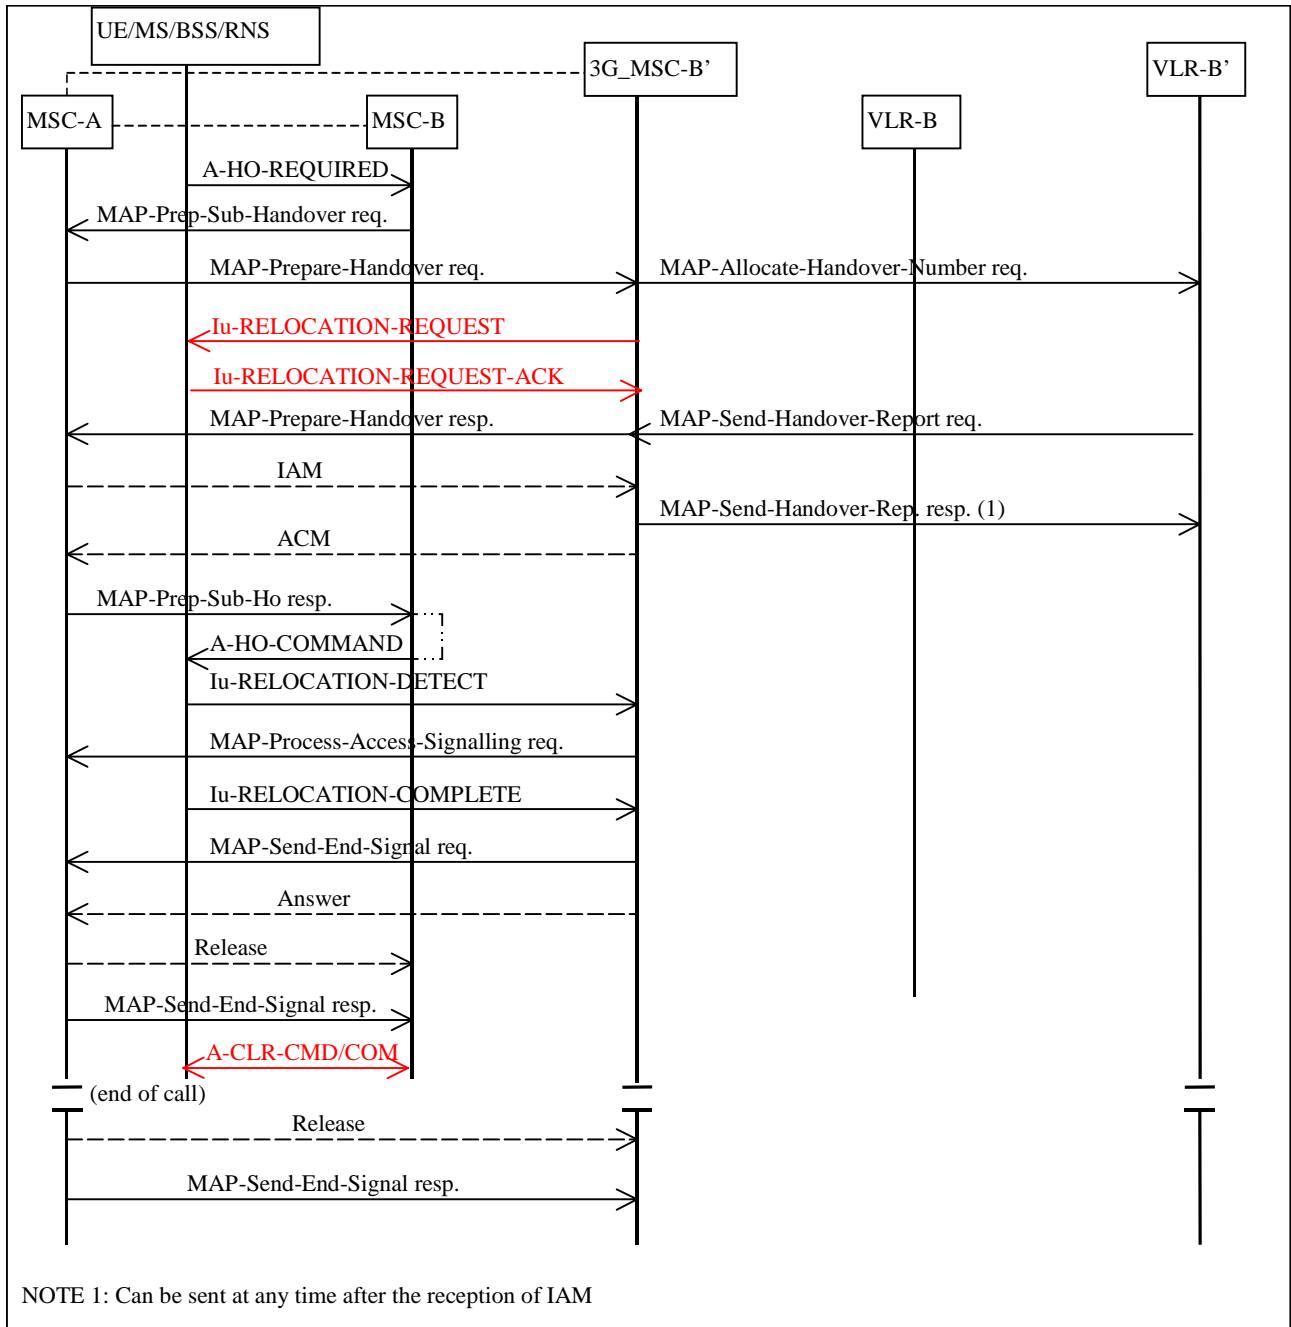 UE/MS/BSS/RNS
3G_MSC-B’
VLR-B’
MSC-A
MSC-B
VLR-B
A-HO-REQUIRED
MAP-Prep-Sub-Handover req.
MAP-Prepare-Handover req.
MAP-Allocate-Handover-Number req.
Iu-RELOCATION-REQUEST
Iu-RELOCATION-REQUEST-ACK
MAP-Prepare-Handover resp.
MAP-Send-Handover-Report req.
IAM
MAP-Send-Handover-Rep. resp. (1)
ACM
MAP-Prep-Sub-Ho resp.
A-HO-COMMAND
Iu-RELOCATION-DETECT
MAP-Process-Access-Signalling req.
Iu-RELOCATION-COMPLETE
MAP-Send-End-Signal req.
Answer
Release
MAP-Send-End-Signal resp.
A-CLR-CMD/COM
(end of call)
Release
MAP-Send-End-Signal resp.
NOTE 1: Can be sent at any time after the reception of IAM